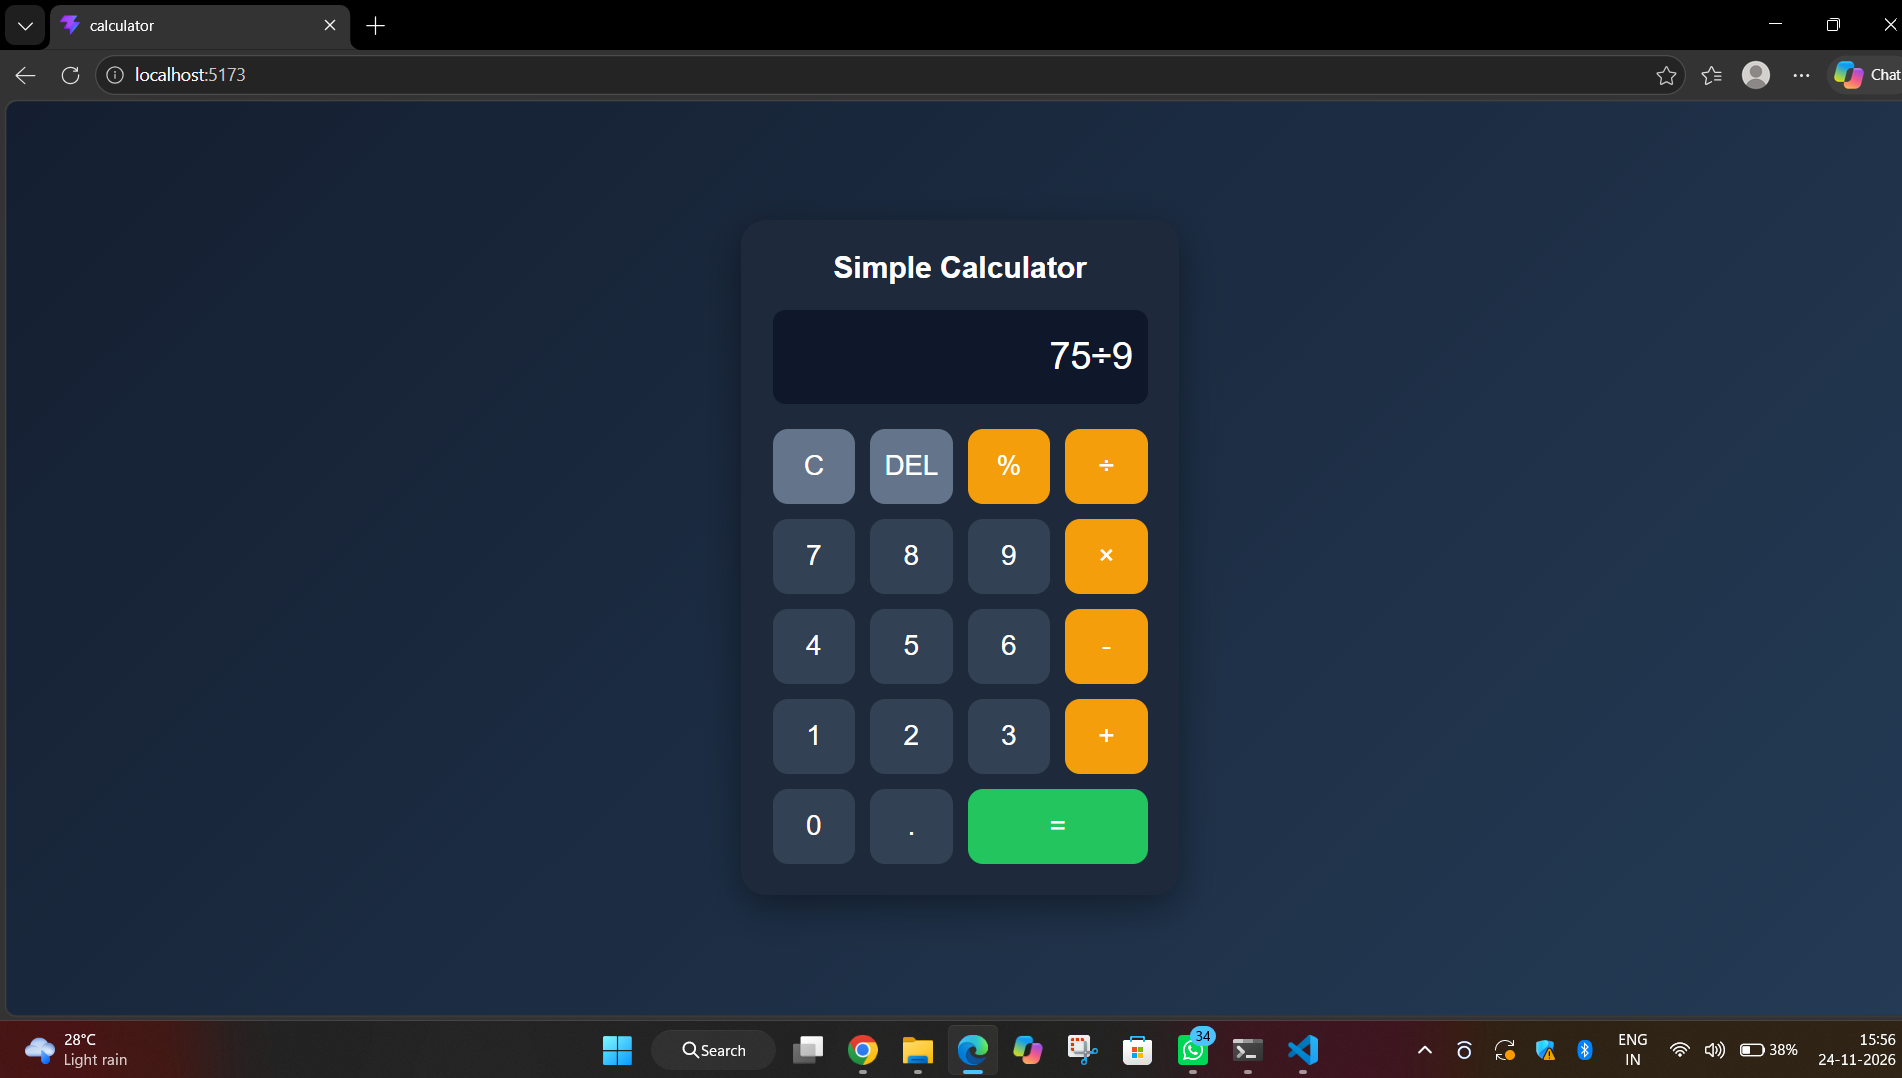 calculator
localhost:5173
Chat
Simple Calculator
75÷9
C DEL % ÷
7 8 9 ×
4 5 6 -
1 2 3 +
0 . =
28°C
Light rain
Search
34
ENG
IN
38%
15:56
24-11-2026